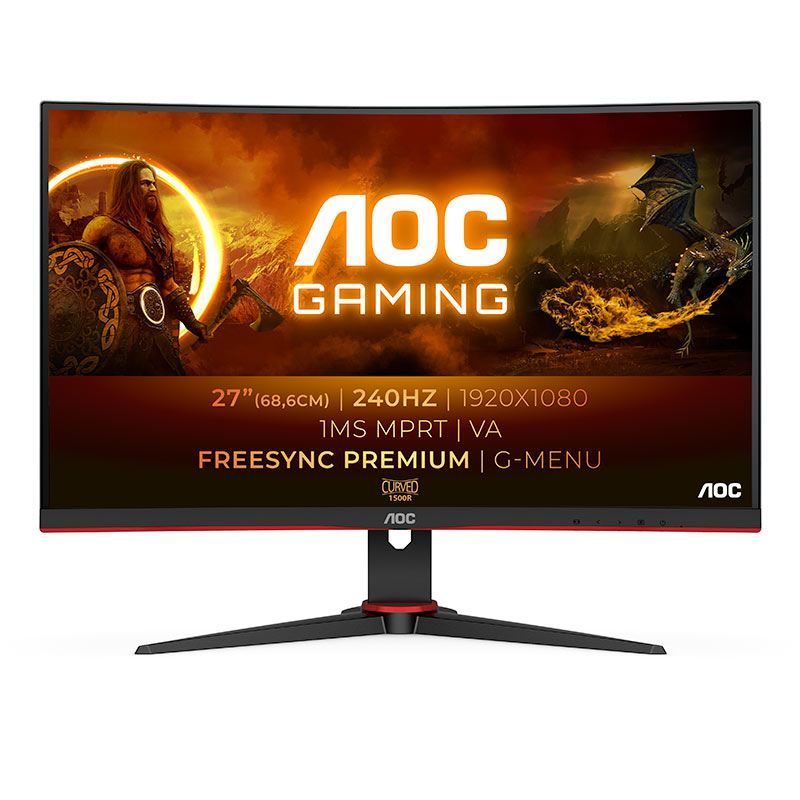 AOC
GAMING
27” (68,6CM) | 240HZ | 1920X1080
1MS MPRT | VA
FREESYNC PREMIUM | G-MENU
CURVED
1500R
AOC
AOC